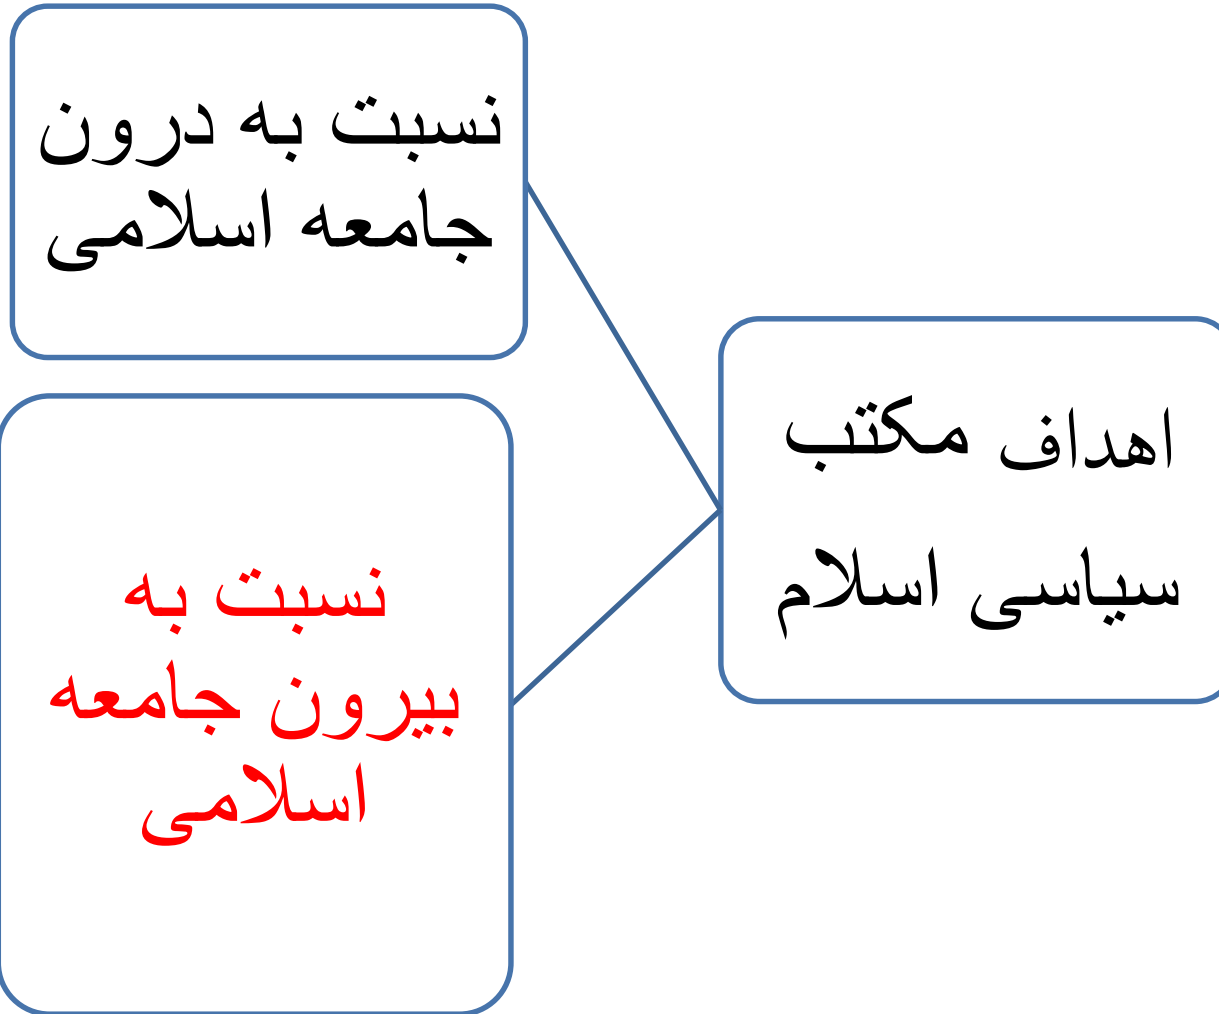 اهداف مکتب
سیاسی اسلام
نسبت به درون
جامعه اسلامی
نسبت به
بیرون جامعه
اسلامی